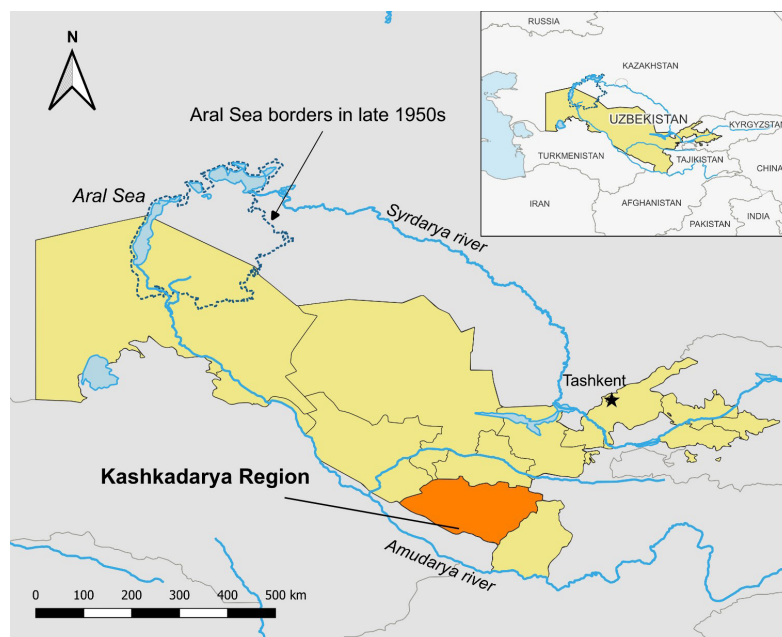 N
Aral Sea borders in late 1950s
Aral Sea
Syrdarya river
Tashkent
Kashkadarya Region
Amudarya river
0 100 200 300 400 500 km
RUSSIA
KAZAKHSTAN
UZBEKISTAN
KYRGYZSTAN
TURKMENISTAN
TAJIKISTAN
CHINA
IRAN
AFGHANISTAN
PAKISTAN
INDIA